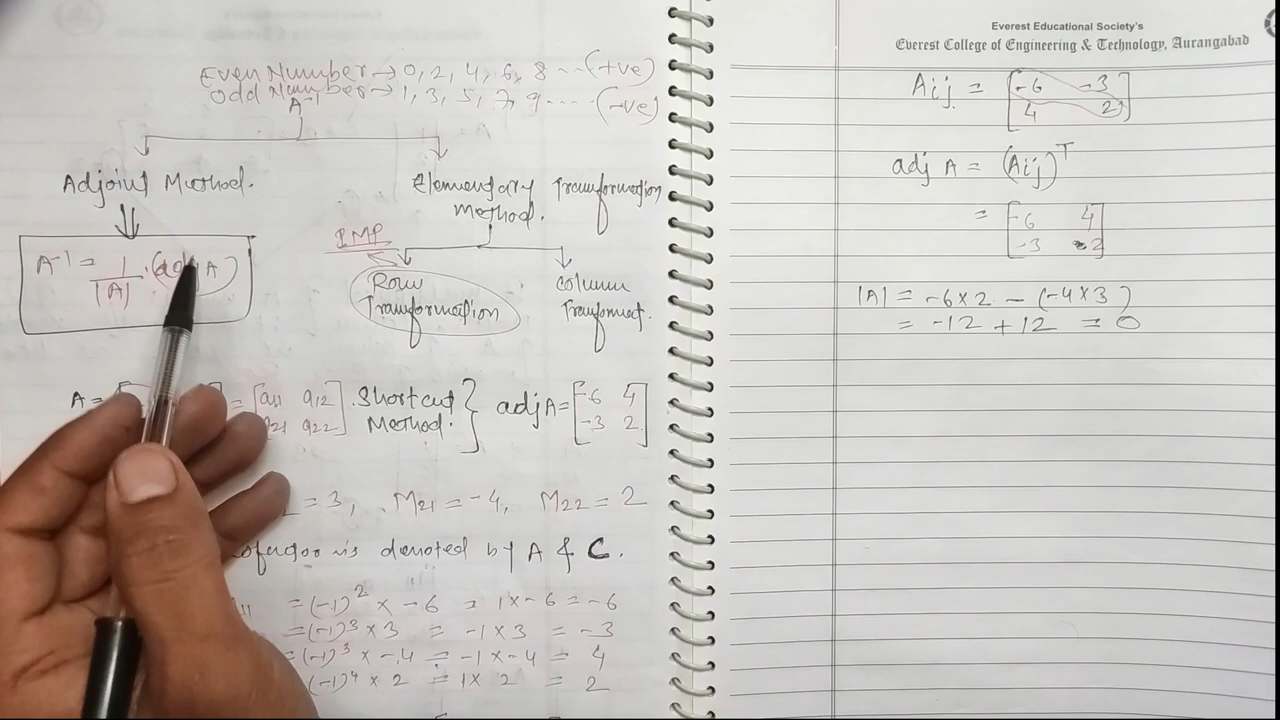 Even Number → 0, 2, 4, 6, 8 ... (+ve)
Odd Number → 1, 3, 5, 7, 9 .... (-ve)
A⁻¹
Adjoint Method.
Elementary Transformation
Method.
IMP
A⁻¹ = 1/|A| · (adj A)
Row
Transformation
column
Transformat.
A = [ ] = [a11 a12 Shortcut } adj A = [-6 4
a21 a22] Method. -3 2]
= 3, M21 = -4, M22 = 2
ofactor is denoted by A & C.
11 = (-1)² × -6 = 1 × -6 = -6
= (-1)³ × 3 = -1 × 3 = -3
= (-1)³ × -4 = -1 × -4 = 4
(-1)⁴ × 2 = 1 × 2 = 2
Everest Educational Society's
Everest College of Engineering & Technology, Aurangabad
Aij = [-6 -3
4 2]
adj A = (Aij)ᵀ
= [-6 4
-3 2]
|A| = -6×2 - (-4×3)
= -12 + 12 = 0